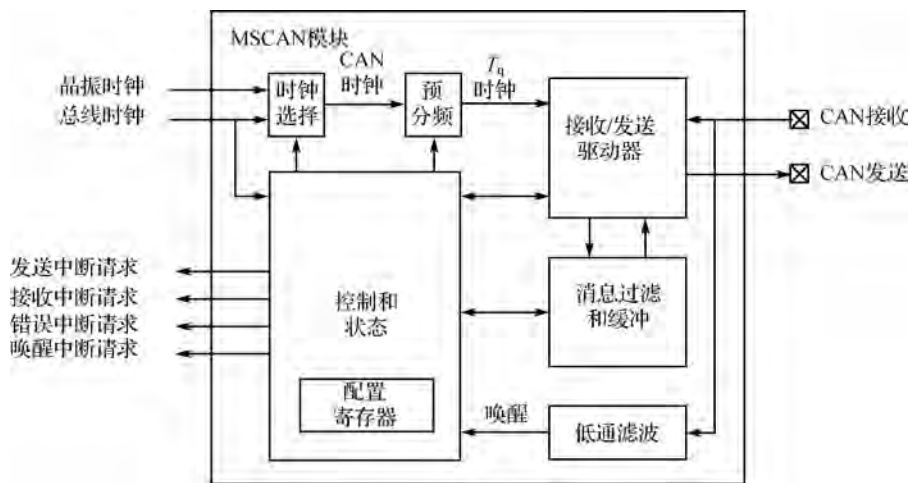 MSCAN模块
CAN
时钟
Tq
时钟
晶振时钟
总线时钟
时钟
选择
预
分频
接收/发送
驱动器
CAN接收
CAN发送
发送中断请求
接收中断请求
错误中断请求
唤醒中断请求
控制和
状态
消息过滤
和缓冲
配置
寄存器
唤醒
低通滤波